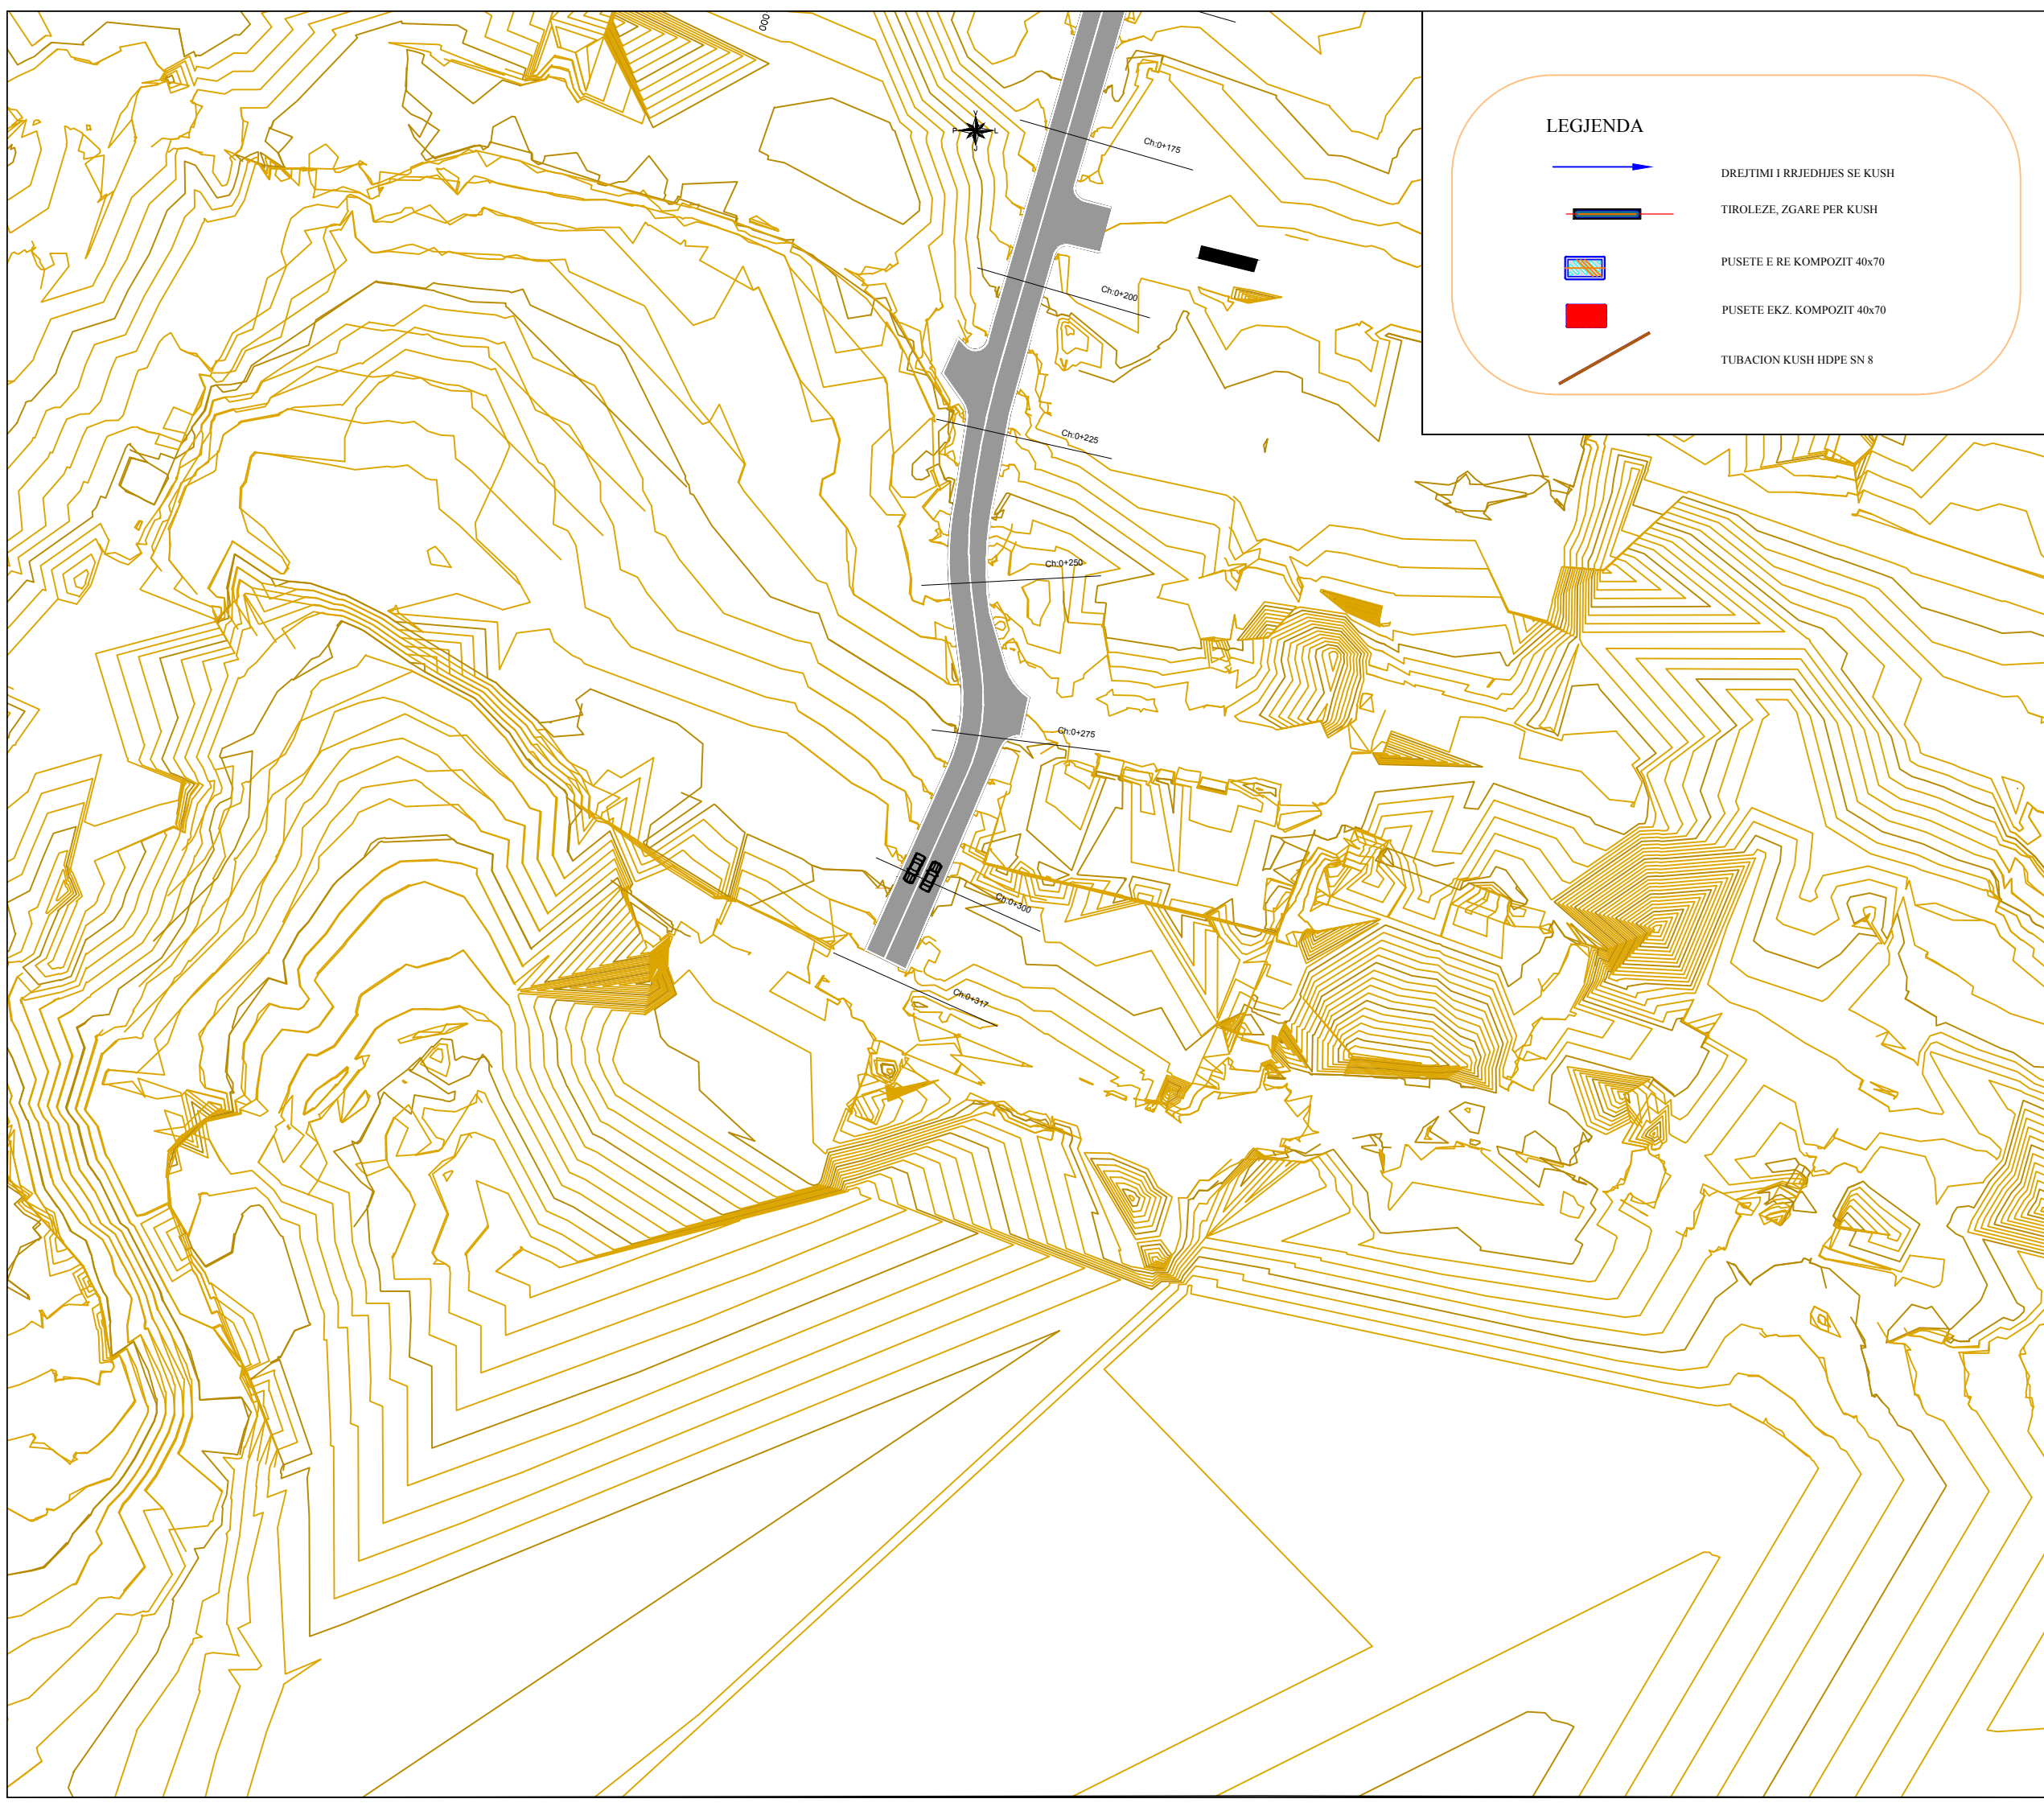 000
V
P L
J
Ch:0+175
Ch:0+200
Ch:0+225
Ch:0+250
Ch:0+275
Ch:0+300
Ch:0+317
LEGJENDA
DREJTIMI I RRJEDHJES SE KUSH
TIROLEZE, ZGARE PER KUSH
PUSETE E RE KOMPOZIT 40x70
PUSETE EKZ. KOMPOZIT 40x70
TUBACION KUSH HDPE SN 8